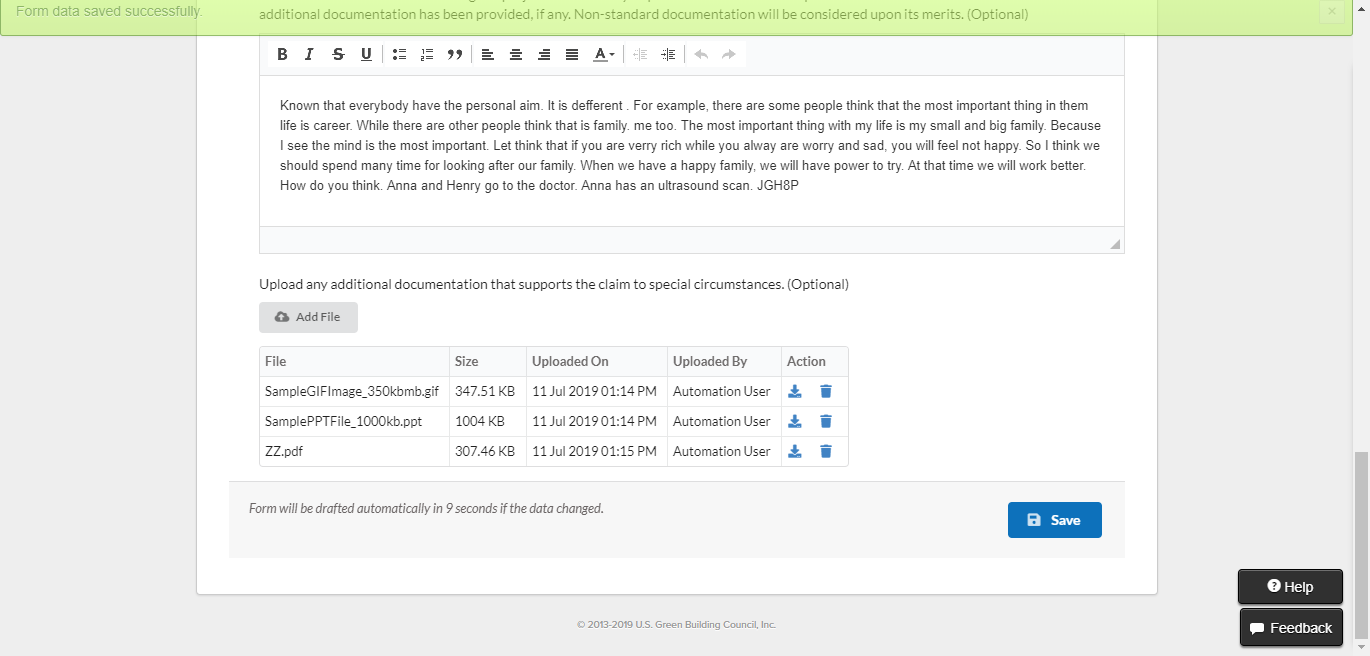 Form data saved successfully.
additional documentation has been provided, if any. Non-standard documentation will be considered upon its merits. (Optional)
Known that everybody have the personal aim. It is defferent . For example, there are some people think that the most important thing in them
life is career. While there are other people think that is family. me too. The most important thing with my life is my small and big family. Because
I see the mind is the most important. Let think that if you are verry rich while you alway are worry and sad, you will feel not happy. So I think we
should spend many time for looking after our family. When we have a happy family, we will have power to try. At that time we will work better.
How do you think. Anna and Henry go to the doctor. Anna has an ultrasound scan. JGH8P
Upload any additional documentation that supports the claim to special circumstances. (Optional)
Add File
File Size Uploaded On Uploaded By Action
SampleGIFImage_350kbmb.gif 347.51 KB 11 Jul 2019 01:14 PM Automation User
SamplePPTFile_1000kb.ppt 1004 KB 11 Jul 2019 01:14 PM Automation User
ZZ.pdf 307.46 KB 11 Jul 2019 01:15 PM Automation User
Form will be drafted automatically in 9 seconds if the data changed.
Save
Help
Feedback
© 2013-2019 U.S. Green Building Council, Inc.